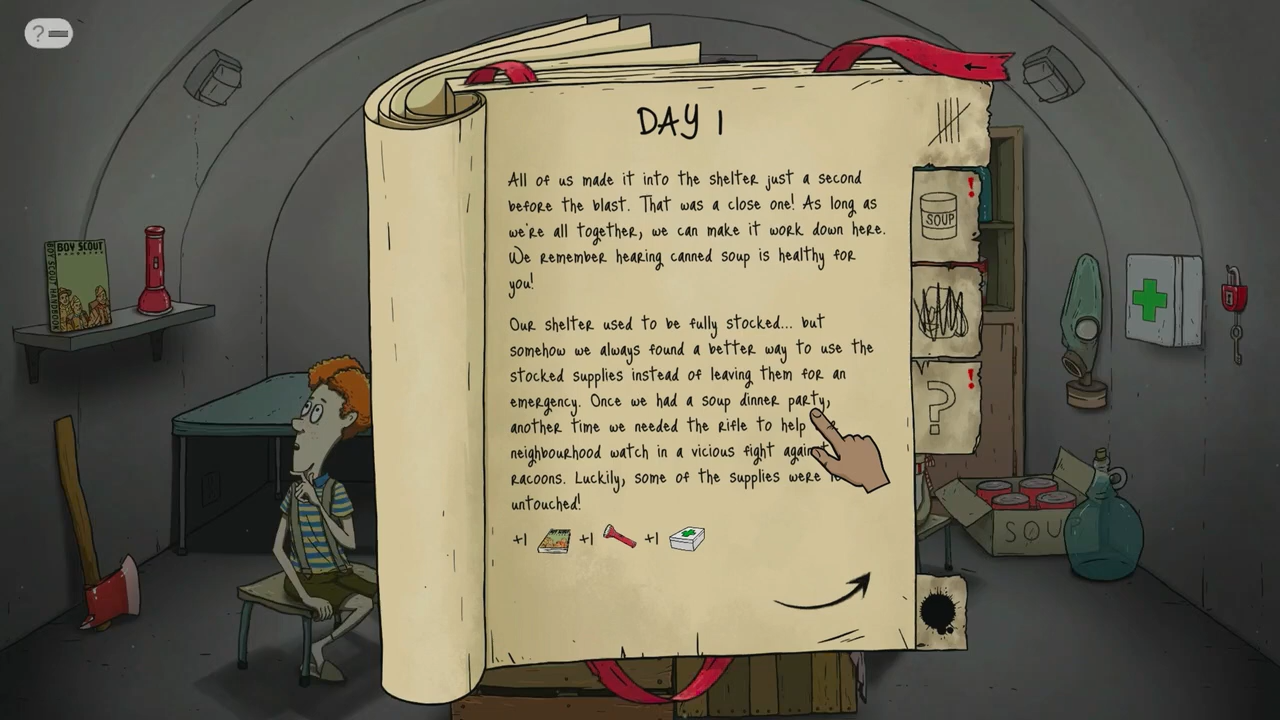 ?
DAY 1
All of us made it into the shelter just a second
before the blast. That was a close one! As long as
we're all together, we can make it work down here.
We remember hearing canned soup is healthy for
you!
Our shelter used to be fully stocked... but
somehow we always found a better way to use the
stocked supplies instead of leaving them for an
emergency. Once we had a soup dinner party,
another time we needed the rifle to help
neighbourhood watch in a vicious fight against
racoons. Luckily, some of the supplies were
untouched!
+1 +1 +1
SOUP
?
BOY SCOUT
BOY SCOUT HANDBOOK
SOUP